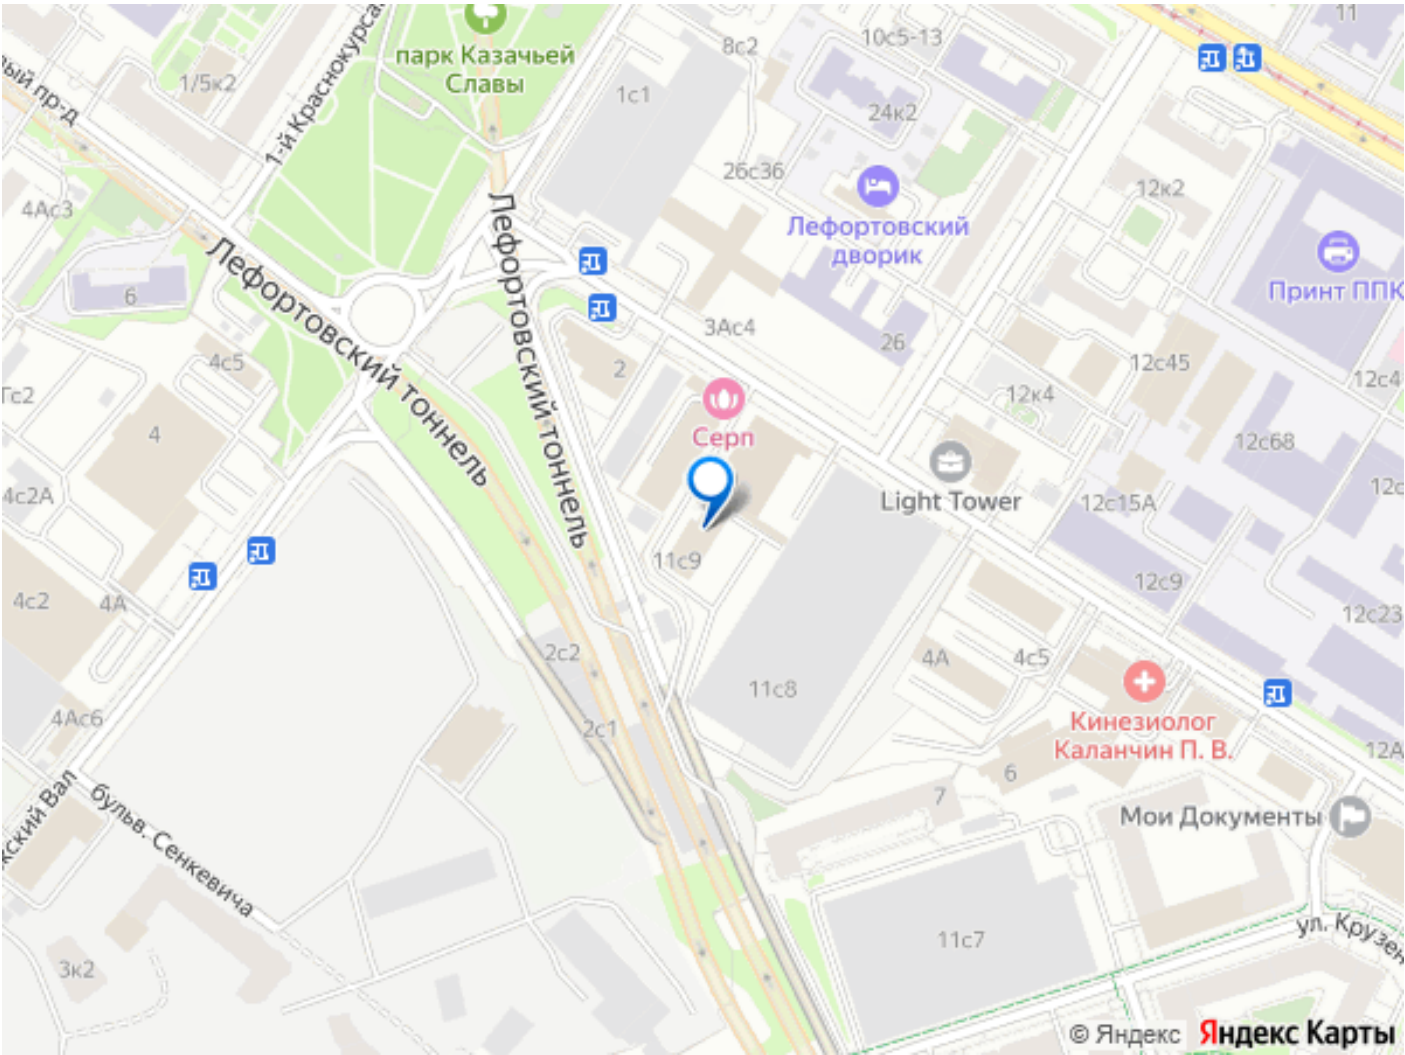 парк Казачьей
Славы
8с2
10с5-13
11
1/5к2
1-й Краснокурса
вый пр-д
1с1
24к2
26с36
12к2
4Ас3
Лефортовский
дворик
Принт ППК
Лефортовский тоннель
Лефортовский тоннель
6
3Ас4
26
2
4с5
12с45
12с4
Гс2
12к4
Серп
4
12с68
Light Tower
4с2А
12с15А
12с
11с9
12с9
4с2
4А
12с23
2с2
4А
4с5
11с8
4Ас6
2с1
Кинезиолог
Каланчин П. В.
12А
6
7
жский Вал
бульв. Сенкевича
Мои Документы
11с7
ул. Крузен
3к2
© Яндекс Яндекс Карты